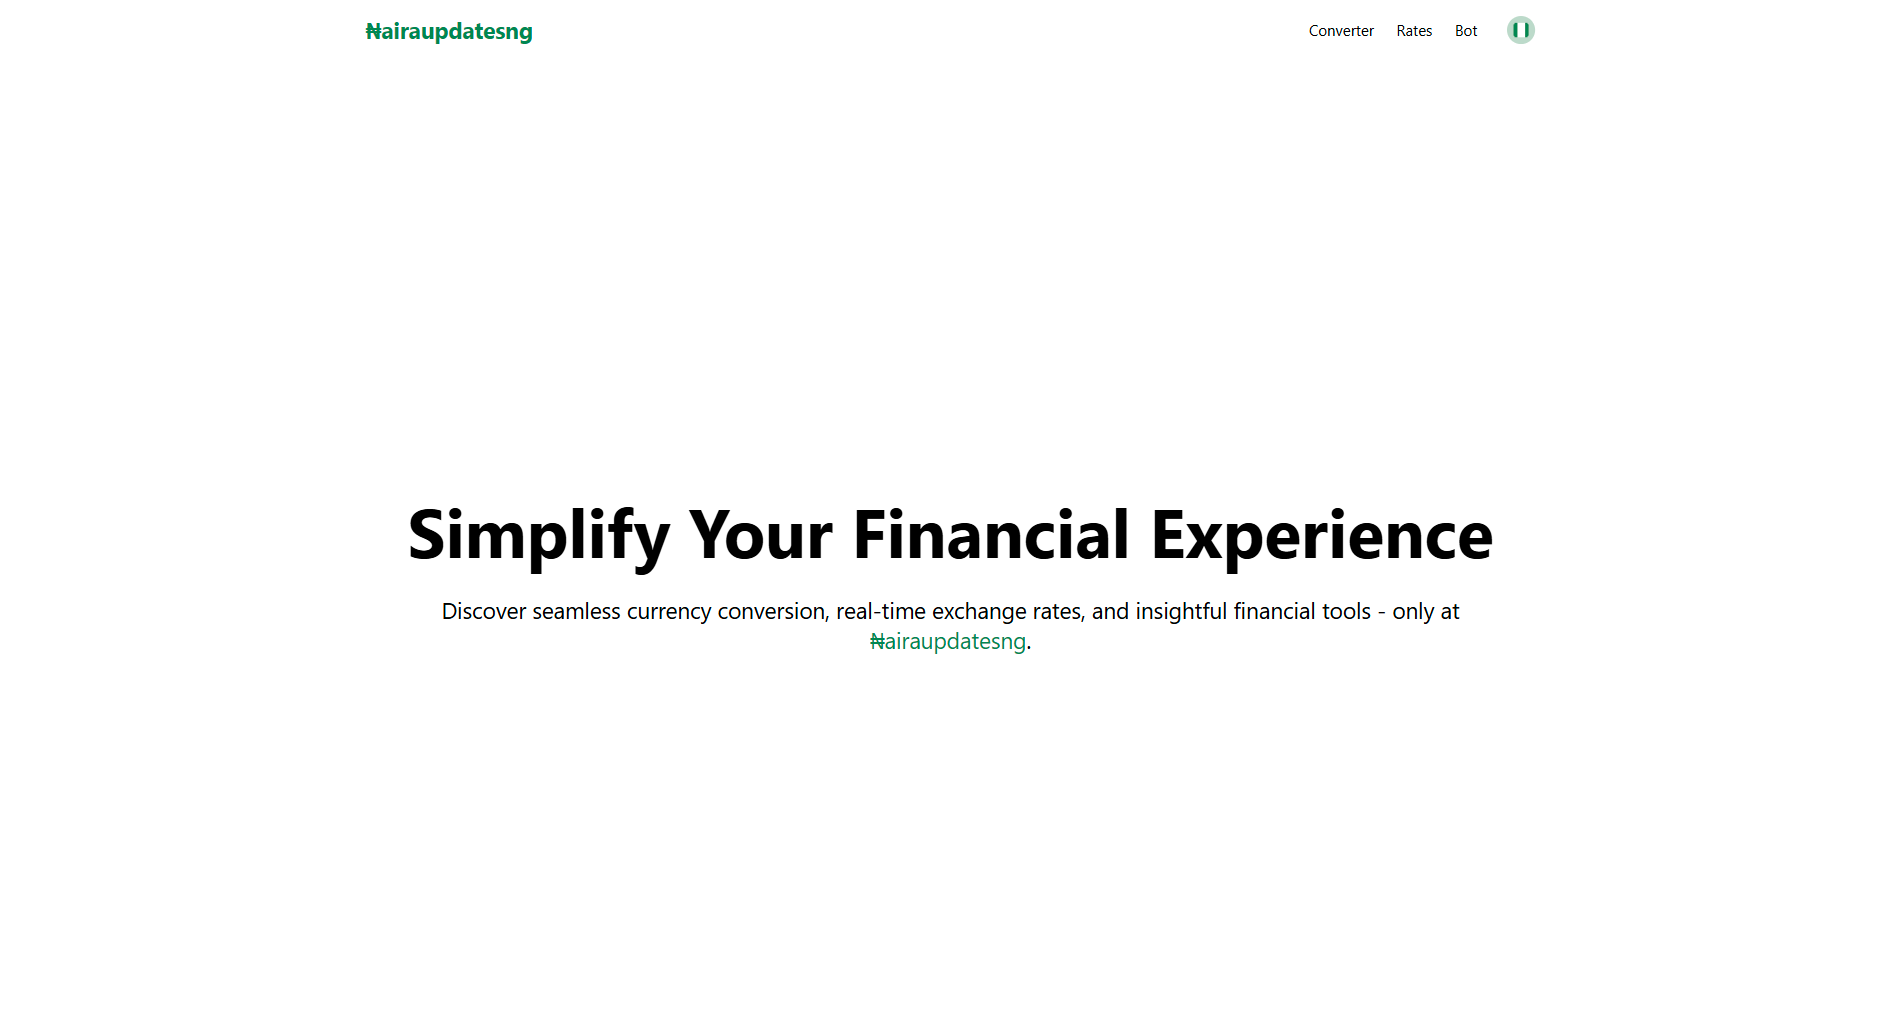 ₦airaupdatesng
Converter Rates Bot
Simplify Your Financial Experience
Discover seamless currency conversion, real-time exchange rates, and insightful financial tools - only at
₦airaupdatesng.